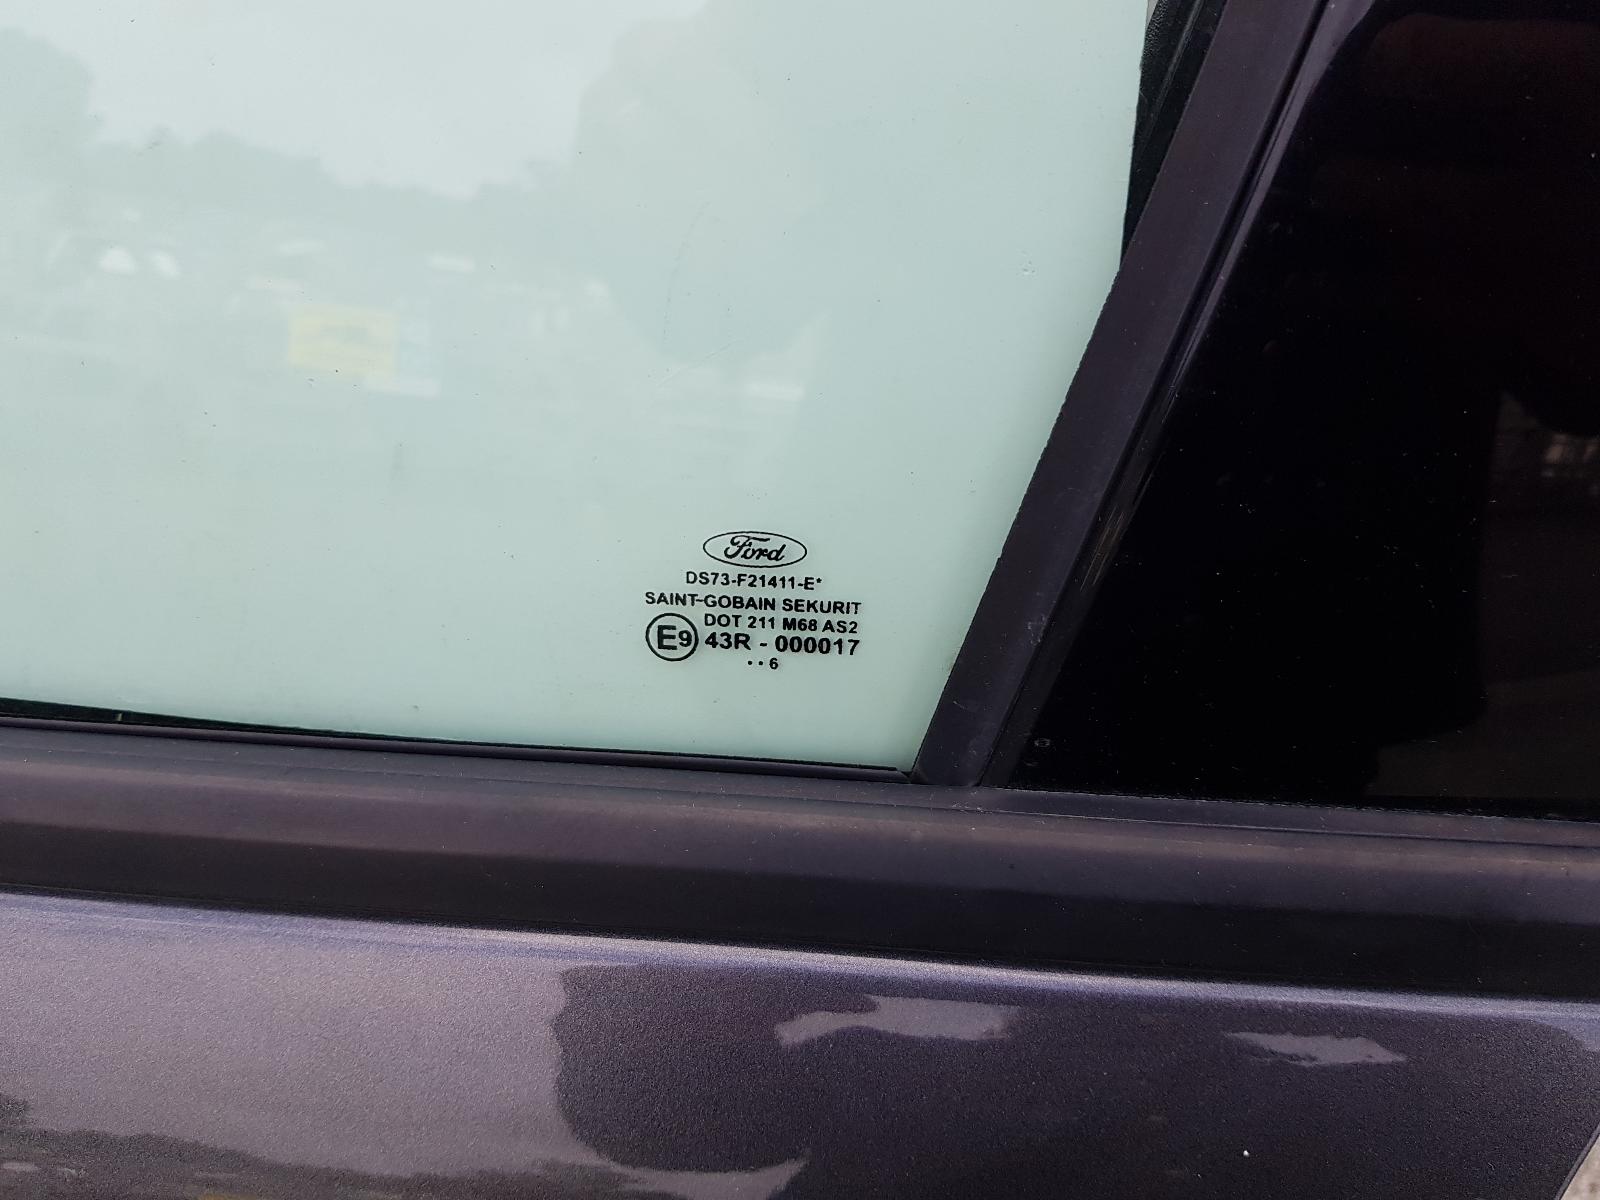 Ford
DS73-F21411-E*
SAINT-GOBAIN SEKURIT
DOT 211 M68 AS2
E9 43R - 000017
· · 6